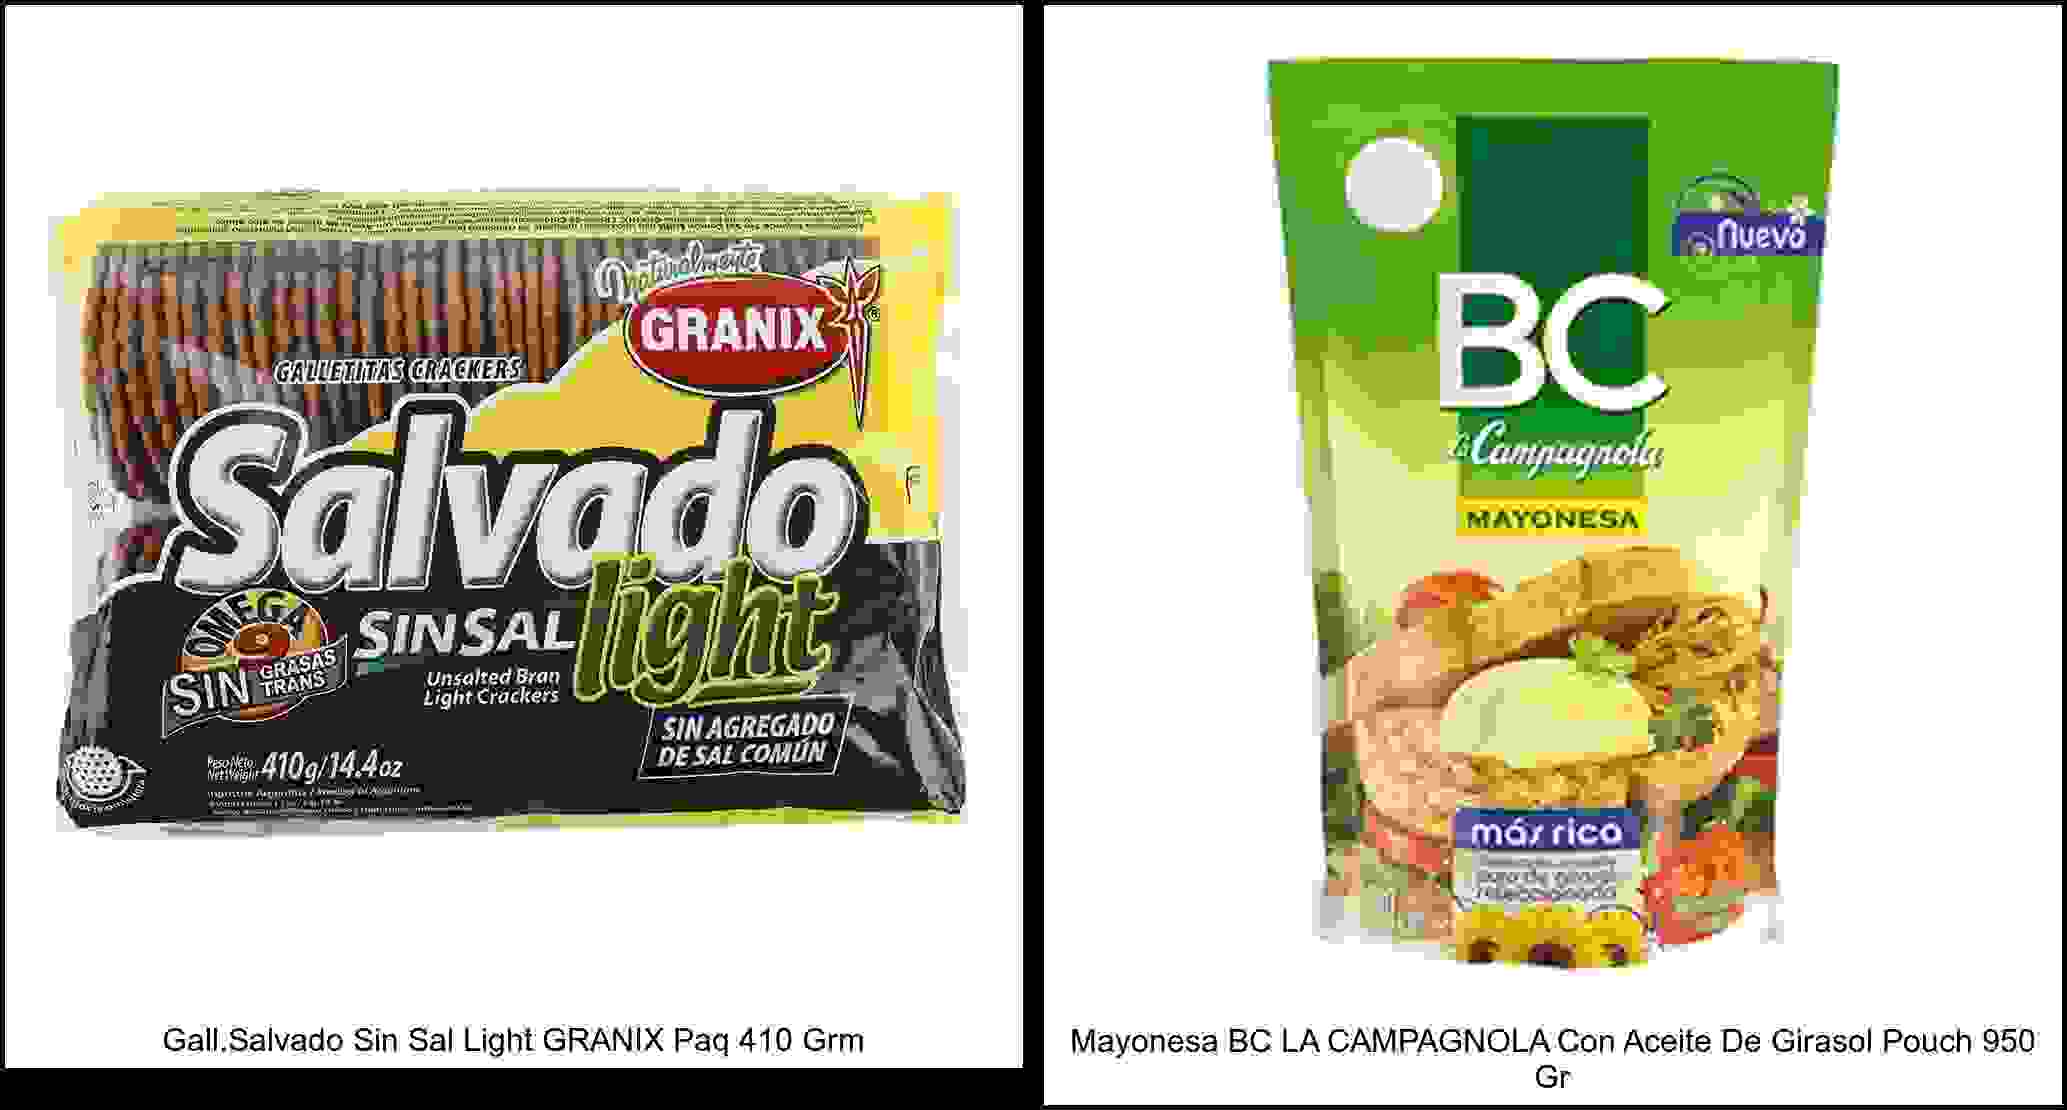 naturalmente
GRANIX
®
GALLETITAS CRACKERS
Salvado
light
SIN SAL
Unsalted Bran
Light Crackers
OMEGA
SIN GRASAS
TRANS
SIN AGREGADO
DE SAL COMÚN
Peso Neto
Net Weight
410g/14.4oz
Gall.Salvado Sin Sal Light GRANIX Paq 410 Grm
nuevo
BC
La Campagnola
MAYONESA
más rica
Mayonesa BC LA CAMPAGNOLA Con Aceite De Girasol Pouch 950
Gr